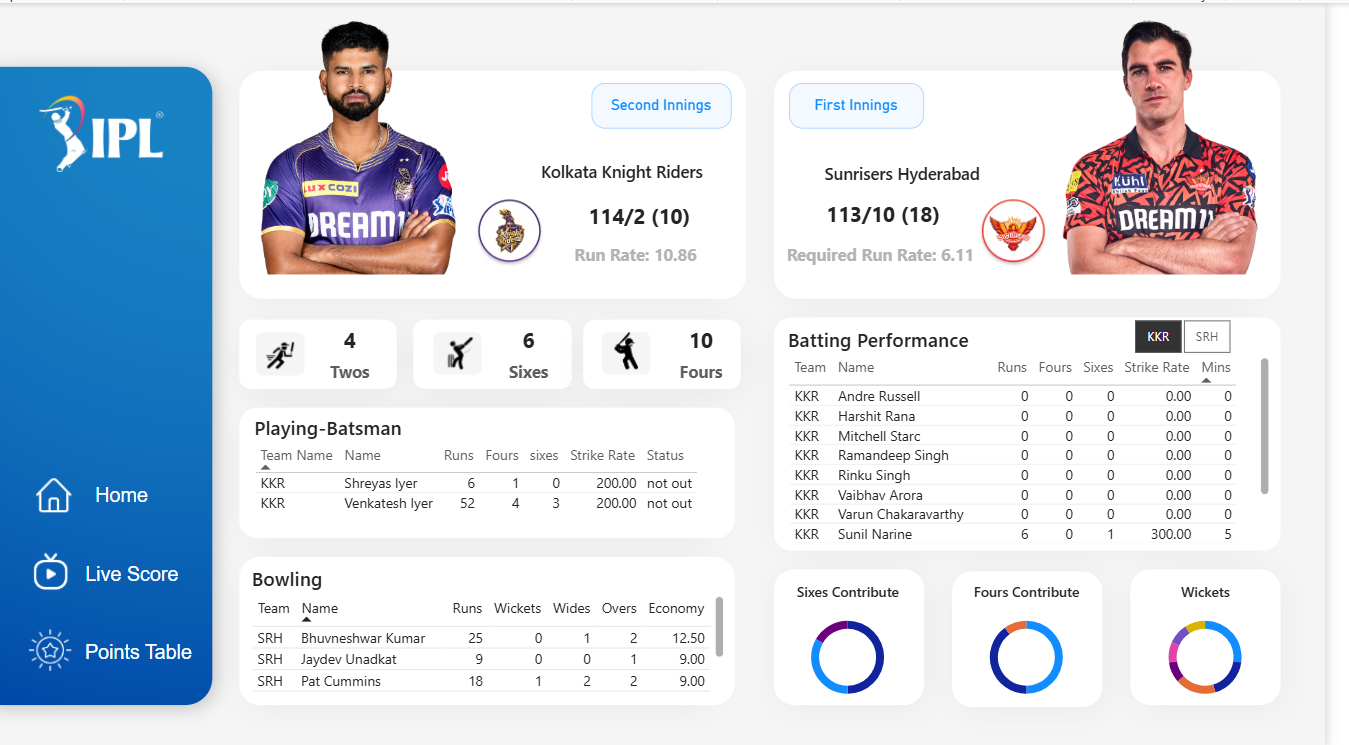 IPL
Home
Live Score
Points Table
Second Innings
Kolkata Knight Riders
114/2 (10)
Run Rate: 10.86
LUX COZI
DREAM11
First Innings
Sunrisers Hyderabad
113/10 (18)
Required Run Rate: 6.11
KÜHL
DREAM11
4
Twos
6
Sixes
10
Fours
Playing-Batsman
Team Name Name Runs Fours sixes Strike Rate Status
KKR Shreyas Iyer 6 1 0 200.00 not out
KKR Venkatesh Iyer 52 4 3 200.00 not out
Bowling
Team Name Runs Wickets Wides Overs Economy
SRH Bhuvneshwar Kumar 25 0 1 2 12.50
SRH Jaydev Unadkat 9 0 0 1 9.00
SRH Pat Cummins 18 1 2 2 9.00
Batting Performance
KKR SRH
Team Name Runs Fours Sixes Strike Rate Mins
KKR Andre Russell 0 0 0 0.00 0
KKR Harshit Rana 0 0 0 0.00 0
KKR Mitchell Starc 0 0 0 0.00 0
KKR Ramandeep Singh 0 0 0 0.00 0
KKR Rinku Singh 0 0 0 0.00 0
KKR Vaibhav Arora 0 0 0 0.00 0
KKR Varun Chakaravarthy 0 0 0 0.00 0
KKR Sunil Narine 6 0 1 300.00 5
Sixes Contribute
Fours Contribute
Wickets